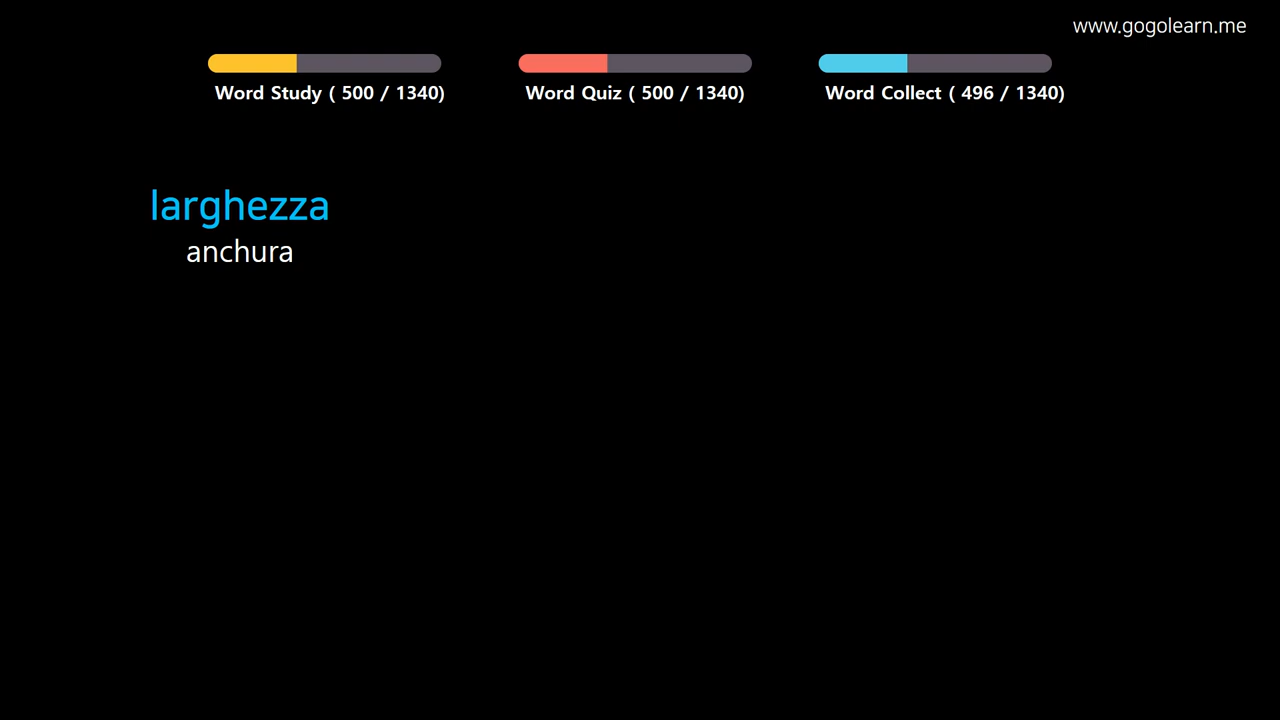 www.gogolearn.me
Word Study ( 500 / 1340)
Word Quiz ( 500 / 1340)
Word Collect ( 496 / 1340)
larghezza
anchura